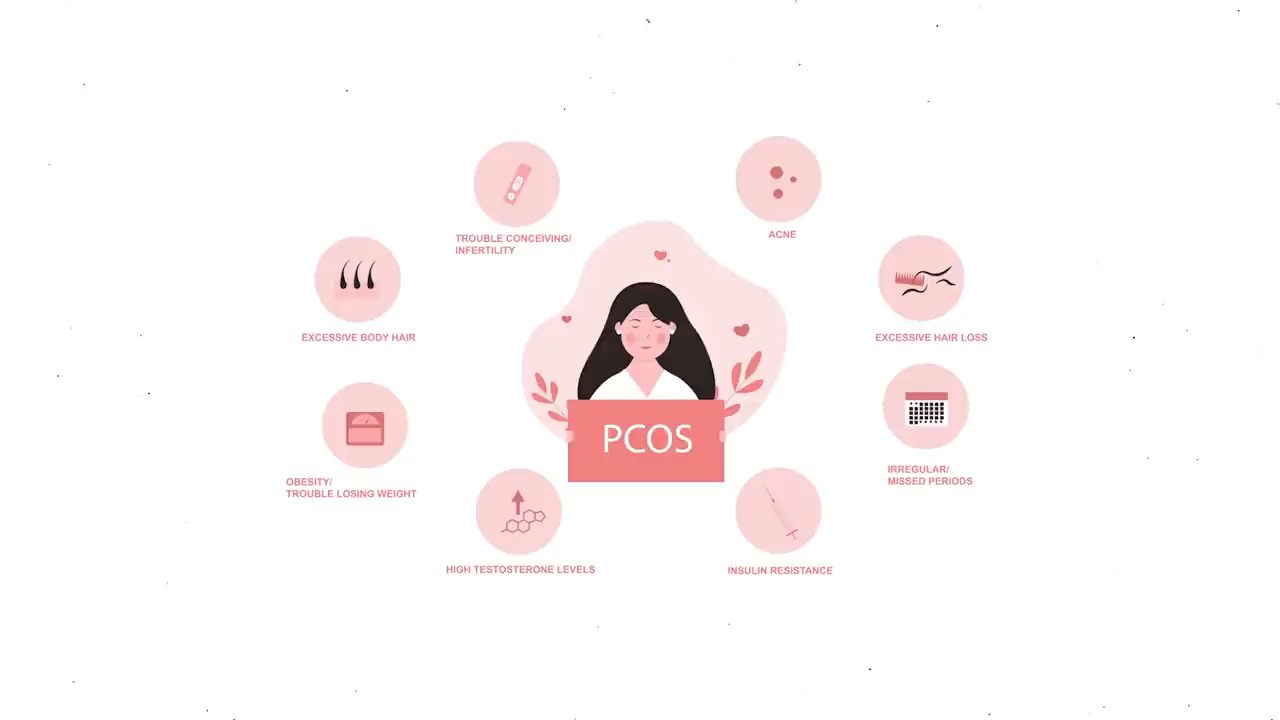 TROUBLE CONCEIVING/
INFERTILITY
ACNE
EXCESSIVE BODY HAIR
EXCESSIVE HAIR LOSS
PCOS
IRREGULAR/
MISSED PERIODS
OBESITY/
TROUBLE LOSING WEIGHT
HIGH TESTOSTERONE LEVELS
INSULIN RESISTANCE